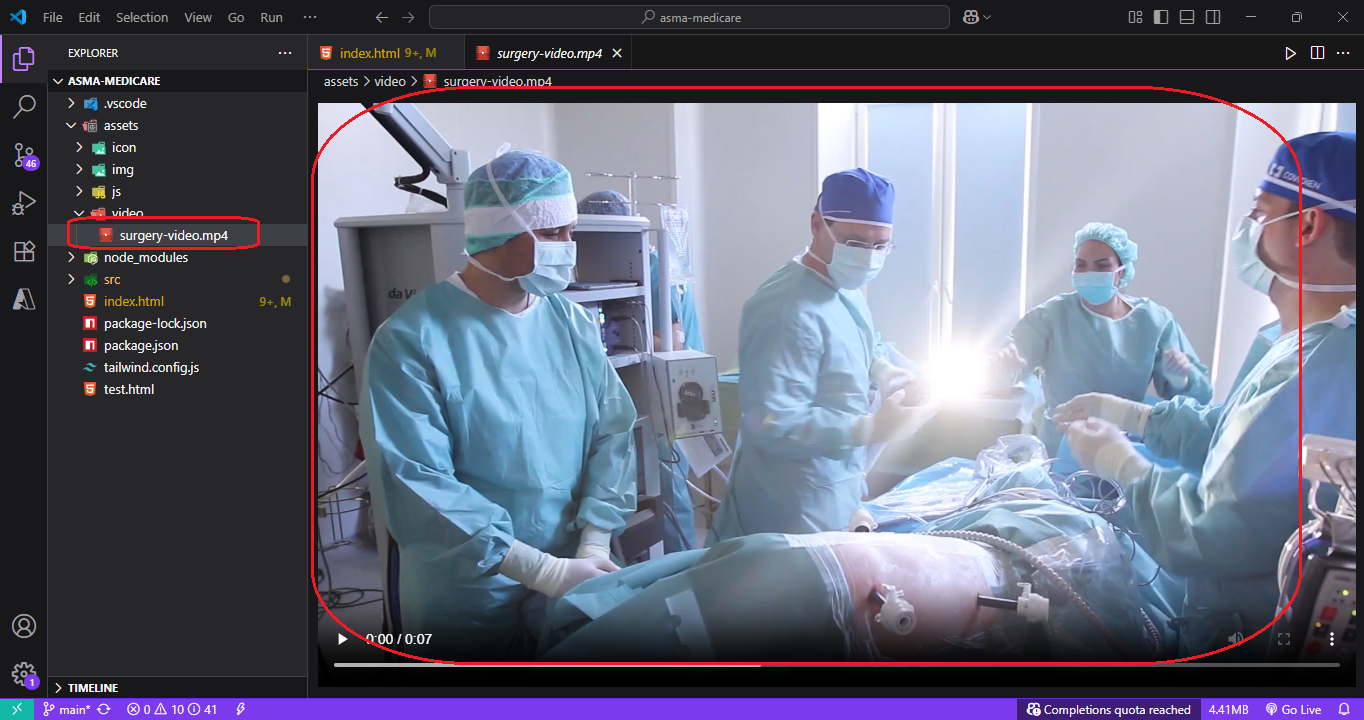 File Edit Selection View Go Run ··· asma-medicare
EXPLORER ···
ASMA-MEDICARE
.vscode
assets
icon
img
js
video
surgery-video.mp4
node_modules
src
index.html 9+, M
package-lock.json
package.json
tailwind.config.js
test.html
TIMELINE
46
1
index.html 9+, M surgery-video.mp4
assets > video > surgery-video.mp4
da V
COVIDIEN
0:00 / 0:07
main* 0 10 41 Completions quota reached 4.41MB Go Live